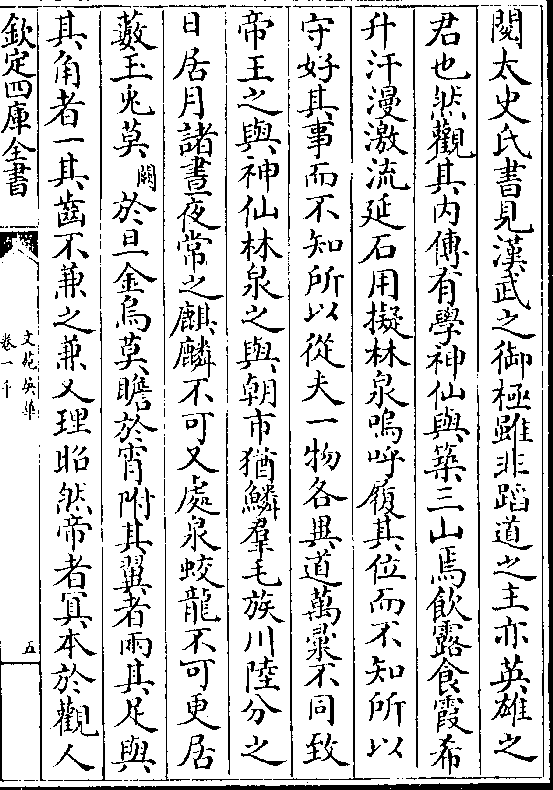 閲太史氏書見漢武之御極雖非蹈道之主亦英雄之
君也然觀其内傳有學神仙與築三山焉飲露食霞希
升汗漫激流延石用擬林泉嗚呼履其位而不知所以
守好其事而不知所以從夫一物各異道萬彙不同致
帝王之與神仙林泉之與朝市猶鱗羣毛族川陸分之
日居月諸晝夜常之麒麟不可又處泉蛟龍不可更居
藪玉兎莫闕於旦金烏莫瞻於宵附其翼者兩其足與
其角者一其齒不兼之兼乂理昭然帝者寘本於觀人
欽定四庫全書
文苑英華
卷一千
五